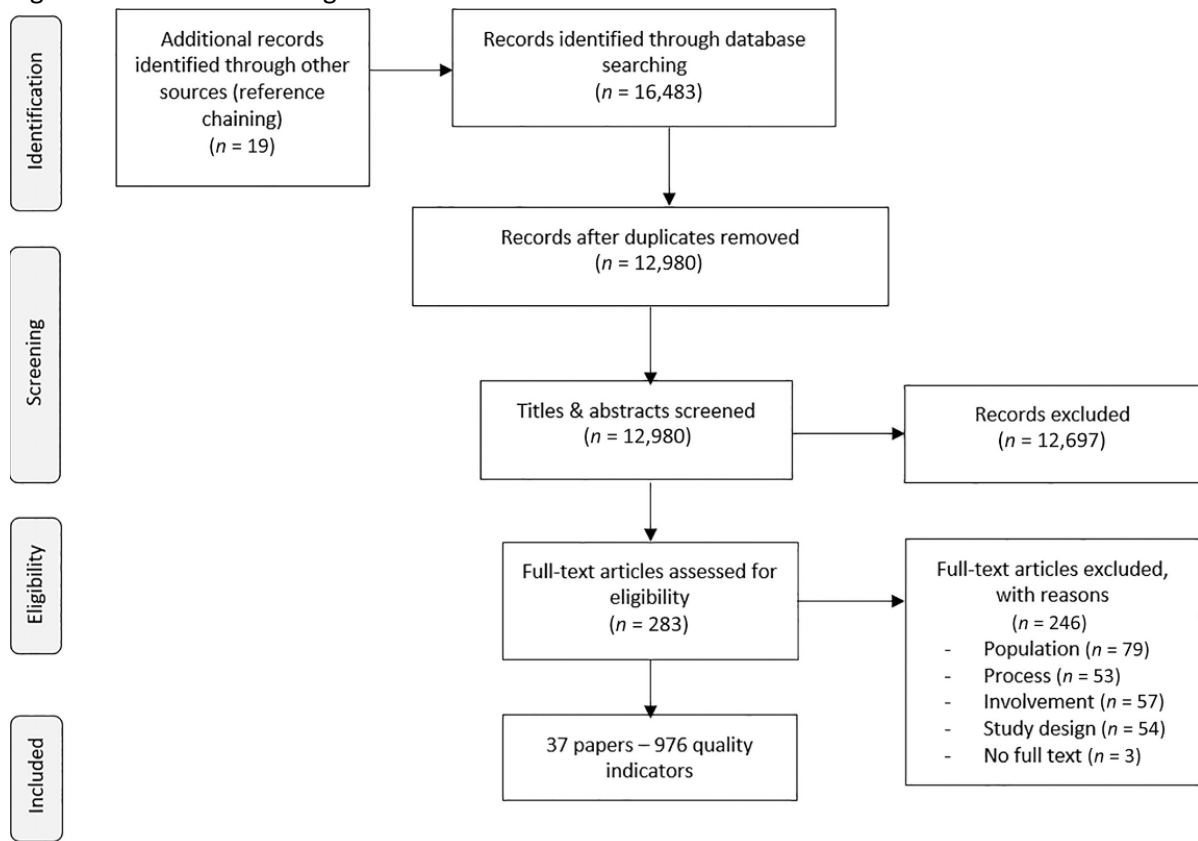 Identification
Additional records
identified through other
sources (reference
chaining)
(n = 19)
Records identified through database
searching
(n = 16,483)
Screening
Records after duplicates removed
(n = 12,980)
Titles & abstracts screened
(n = 12,980)
Records excluded
(n = 12,697)
Eligibility
Full-text articles assessed for
eligibility
(n = 283)
Full-text articles excluded,
with reasons
(n = 246)
- Population (n = 79)
- Process (n = 53)
- Involvement (n = 57)
- Study design (n = 54)
- No full text (n = 3)
Included
37 papers – 976 quality
indicators